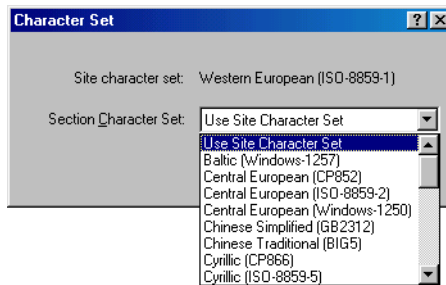 Character Set
Site character set: Western European (ISO-8859-1)
Section Character Set: Use Site Character Set
Use Site Character Set
Baltic (Windows-1257)
Central European (CP852)
Central European (ISO-8859-2)
Central European (Windows-1250)
Chinese Simplified (GB2312)
Chinese Traditional (BIG5)
Cyrillic (CP866)
Cyrillic (ISO-8859-5)